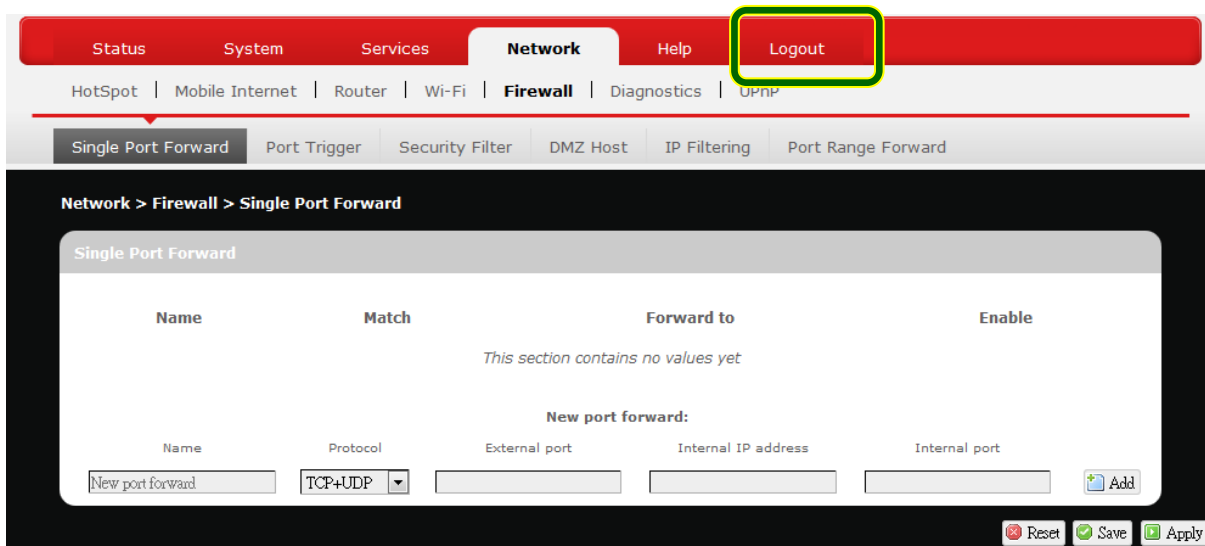 Status System Services Network Help Logout
HotSpot | Mobile Internet | Router | Wi-Fi | Firewall | Diagnostics | UPnP
Single Port Forward Port Trigger Security Filter DMZ Host IP Filtering Port Range Forward
Network > Firewall > Single Port Forward
Single Port Forward
Name Match Forward to Enable
This section contains no values yet
New port forward:
Name Protocol External port Internal IP address Internal port
New port forward TCP+UDP Add
Reset Save Apply